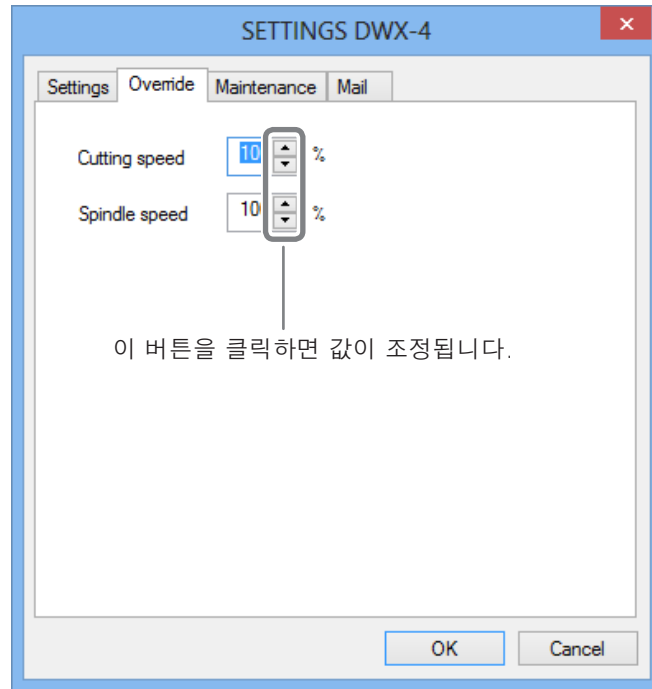 SETTINGS DWX-4
Settings Override Maintenance Mail
Cutting speed %
Spindle speed %
이 버튼을 클릭하면 값이 조정됩니다.
OK Cancel